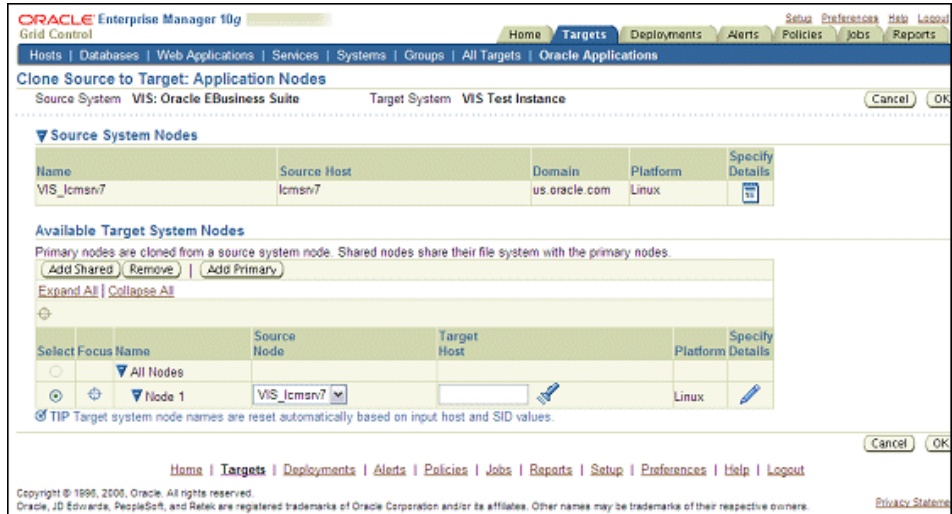 ORACLE Enterprise Manager 10g
Grid Control
Setup Preferences Help Logout
Home Targets Deployments Alerts Policies Jobs Reports
Hosts | Databases | Web Applications | Services | Systems | Groups | All Targets | Oracle Applications
Clone Source to Target: Application Nodes
Source System VIS: Oracle EBusiness Suite Target System VIS Test Instance Cancel OK
Source System Nodes
Name Source Host Domain Platform Specify Details
VIS_lcmsrv7 lcmsrv7 us.oracle.com Linux
Available Target System Nodes
Primary nodes are cloned from a source system node. Shared nodes share their file system with the primary nodes.
Add Shared Remove | Add Primary
Expand All | Collapse All
Select Focus Name Source Node Target Host Platform Specify Details
All Nodes
Node 1 VIS_lcmsrv7 Linux
TIP Target system node names are reset automatically based on input host and SID values.
Cancel OK
Home | Targets | Deployments | Alerts | Policies | Jobs | Reports | Setup | Preferences | Help | Logout
Copyright © 1996, 2006, Oracle. All rights reserved.
Oracle, JD Edwards, PeopleSoft, and Retek are registered trademarks of Oracle Corporation and/or its affiliates. Other names may be trademarks of their respective owners.
Privacy Stateme